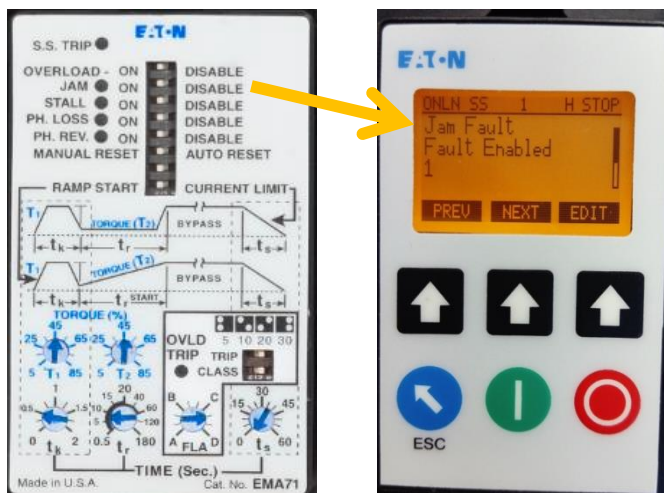 EATON
S.S. TRIP
OVERLOAD - ON DISABLE
JAM ON DISABLE
STALL ON DISABLE
PH. LOSS ON DISABLE
PH. REV. ON DISABLE
MANUAL RESET AUTO RESET
RAMP START CURRENT LIMIT
T1 TORQUE (T2) BYPASS
tk tr ts
T1 TORQUE (T2) BYPASS
tk tr START ts
TORQUE (%)
45 45
25 65 25 65
5 T1 85 5 T2 85
OVLD TRIP
5 10 20 30
TRIP CLASS
1 20 30
0.5 1.5 10 40 15 45
5 60
120
0 tk 2 0.5 tr 180 0 ts 60
B C
A FLA D
TIME (Sec.)
Made in U.S.A. Cat. No. EMA71
EATON
ONLN SS 1 H STOP
Jam Fault
Fault Enabled
1
PREV NEXT EDIT
ESC